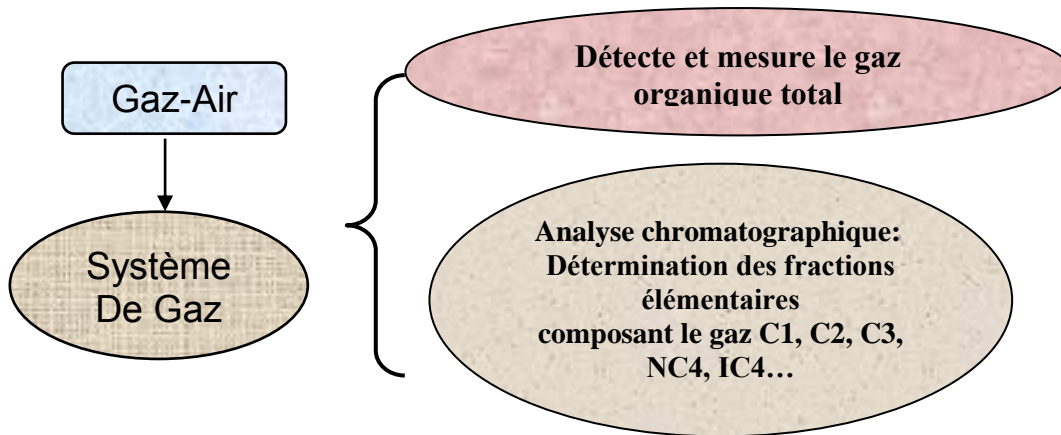 Gaz-Air
Système
De Gaz
Détecte et mesure le gaz
organique total
Analyse chromatographique:
Détermination des fractions
élémentaires
composant le gaz C1, C2, C3,
NC4, IC4…